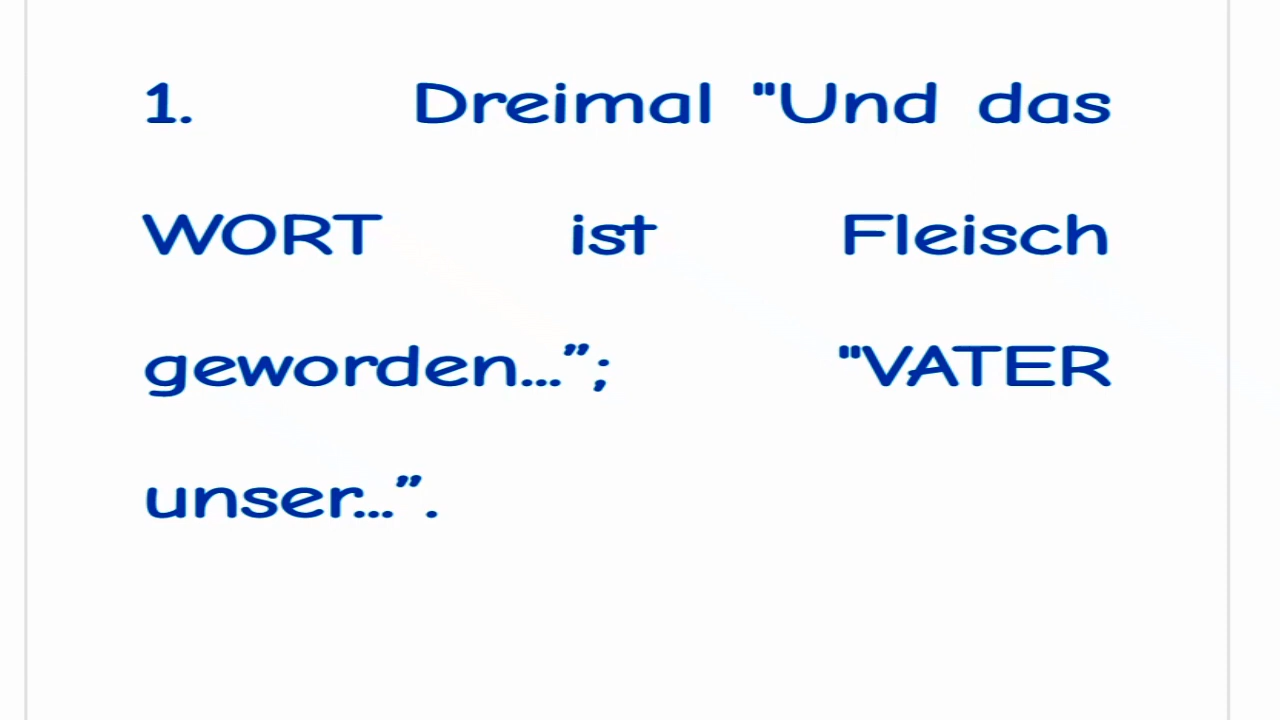 1. Dreimal "Und das
WORT ist Fleisch
geworden…”; "VATER
unser…”.